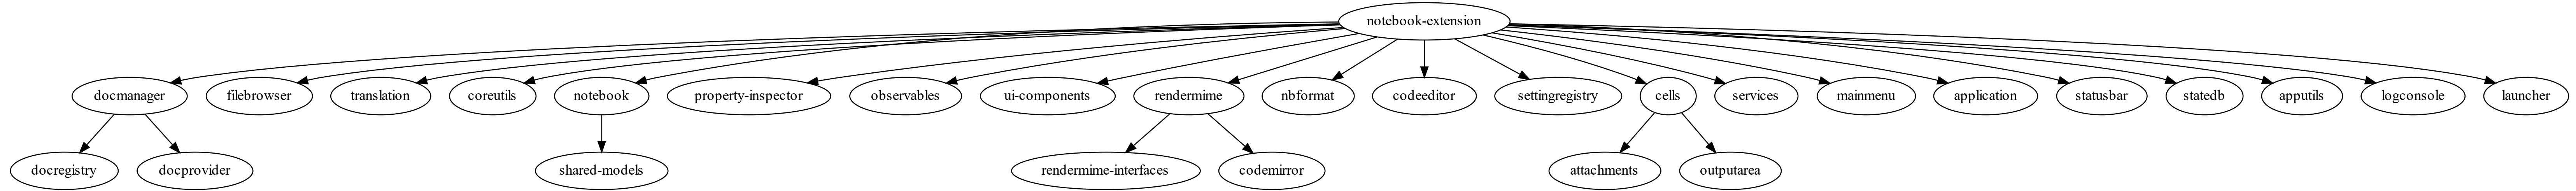 notebook-extension
docmanager
filebrowser
translation
coreutils
notebook
property-inspector
observables
ui-components
rendermime
nbformat
codeeditor
settingregistry
cells
services
mainmenu
application
statusbar
statedb
apputils
logconsole
launcher
docregistry
docprovider
shared-models
rendermime-interfaces
codemirror
attachments
outputarea